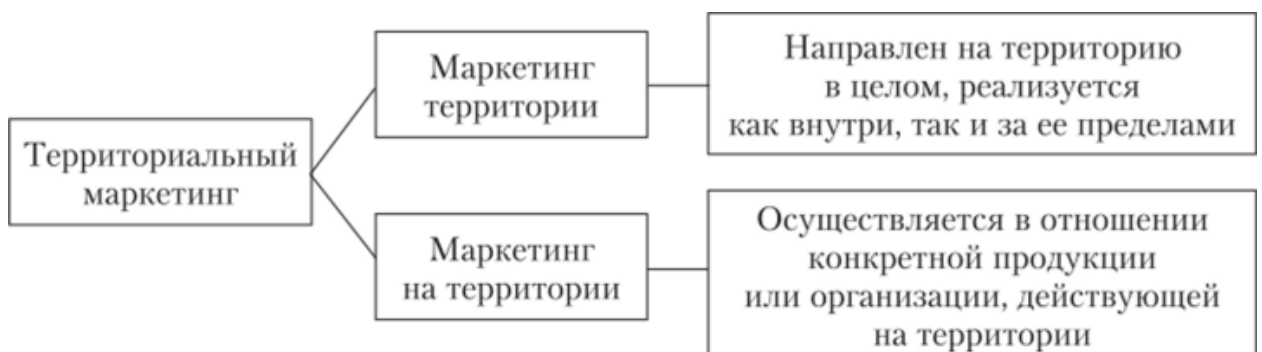 Территориальный
маркетинг
Маркетинг
территории
Направлен на территорию
в целом, реализуется
как внутри, так и за ее пределами
Маркетинг
на территории
Осуществляется в отношении
конкретной продукции
или организации, действующей
на территории